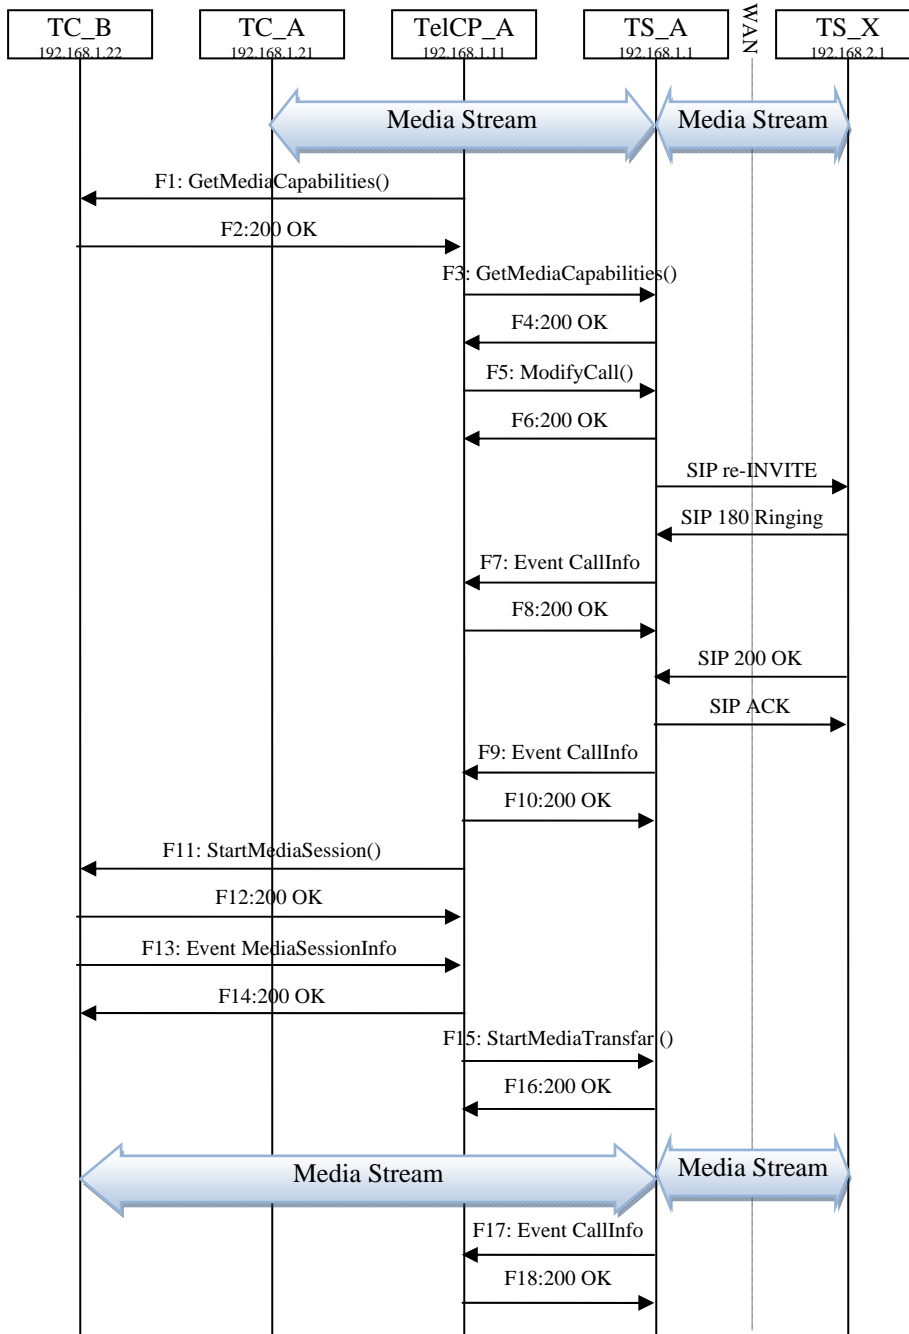 TC_B
192.168.1.22
TC_A
192.168.1.21
TelCP_A
192.168.1.11
TS_A
192.168.1.1
WAN
TS_X
192.168.2.1
Media Stream
Media Stream
F1: GetMediaCapabilities()
F2:200 OK
F3: GetMediaCapabilities()
F4:200 OK
F5: ModifyCall()
F6:200 OK
SIP re-INVITE
SIP 180 Ringing
F7: Event CallInfo
F8:200 OK
SIP 200 OK
SIP ACK
F9: Event CallInfo
F10:200 OK
F11: StartMediaSession()
F12:200 OK
F13: Event MediaSessionInfo
F14:200 OK
F15: StartMediaTransfar ()
F16:200 OK
Media Stream
Media Stream
F17: Event CallInfo
F18:200 OK